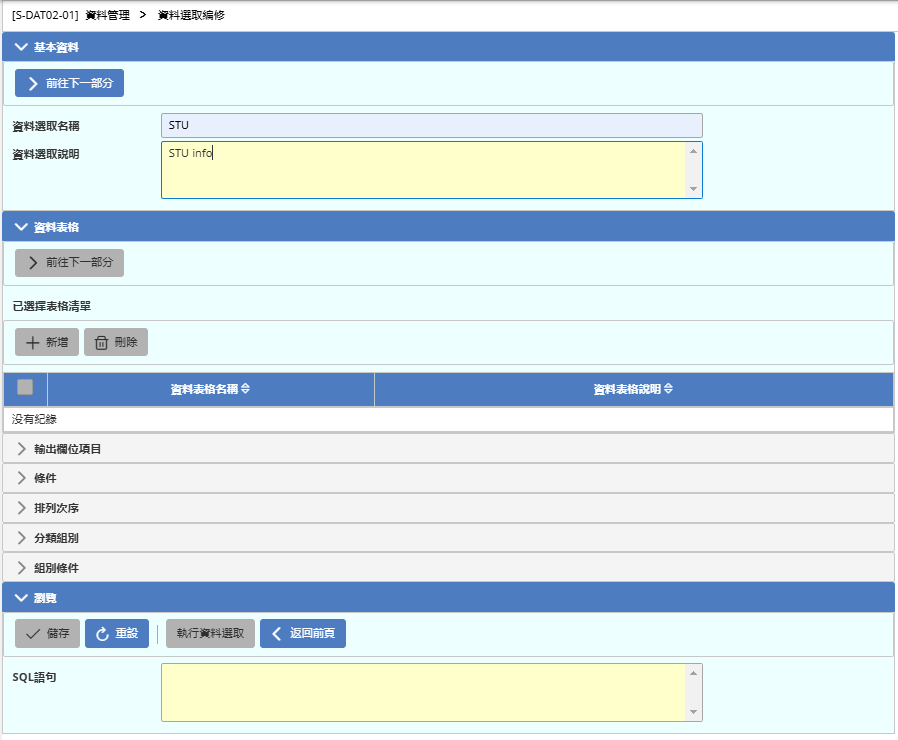 [S-DAT02-01] 資料管理 > 資料選取編修
基本資料
前往下一部分
資料選取名稱 STU
資料選取說明 STU info
資料表格
前往下一部分
已選擇表格清單
新增 刪除
資料表格名稱 資料表格說明
没有紀錄
輸出欄位項目
條件
排列次序
分類組別
組別條件
瀏覽
儲存 重設 執行資料選取 返回前頁
SQL語句